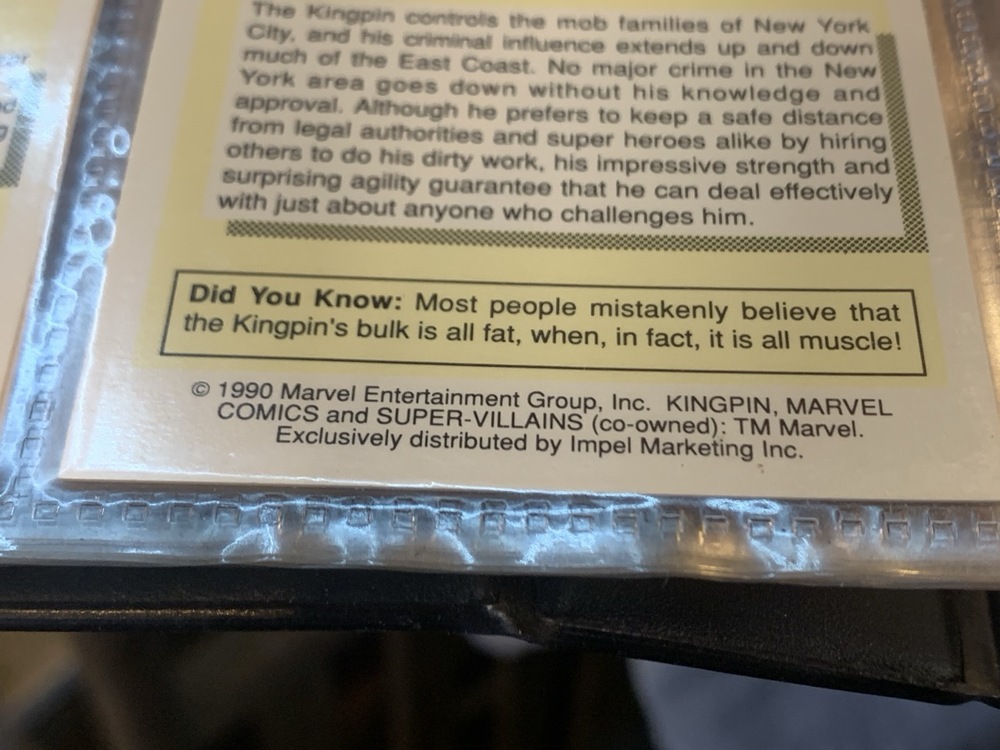 The Kingpin controls the mob families of New York
City, and his criminal influence extends up and down
much of the East Coast. No major crime in the New
York area goes down without his knowledge and
approval. Although he prefers to keep a safe distance
from legal authorities and super heroes alike by hiring
others to do his dirty work, his impressive strength and
surprising agility guarantee that he can deal effectively
with just about anyone who challenges him.
Did You Know: Most people mistakenly believe that
the Kingpin's bulk is all fat, when, in fact, it is all muscle!
© 1990 Marvel Entertainment Group, Inc. KINGPIN, MARVEL
COMICS and SUPER-VILLAINS (co-owned): TM Marvel.
Exclusively distributed by Impel Marketing Inc.